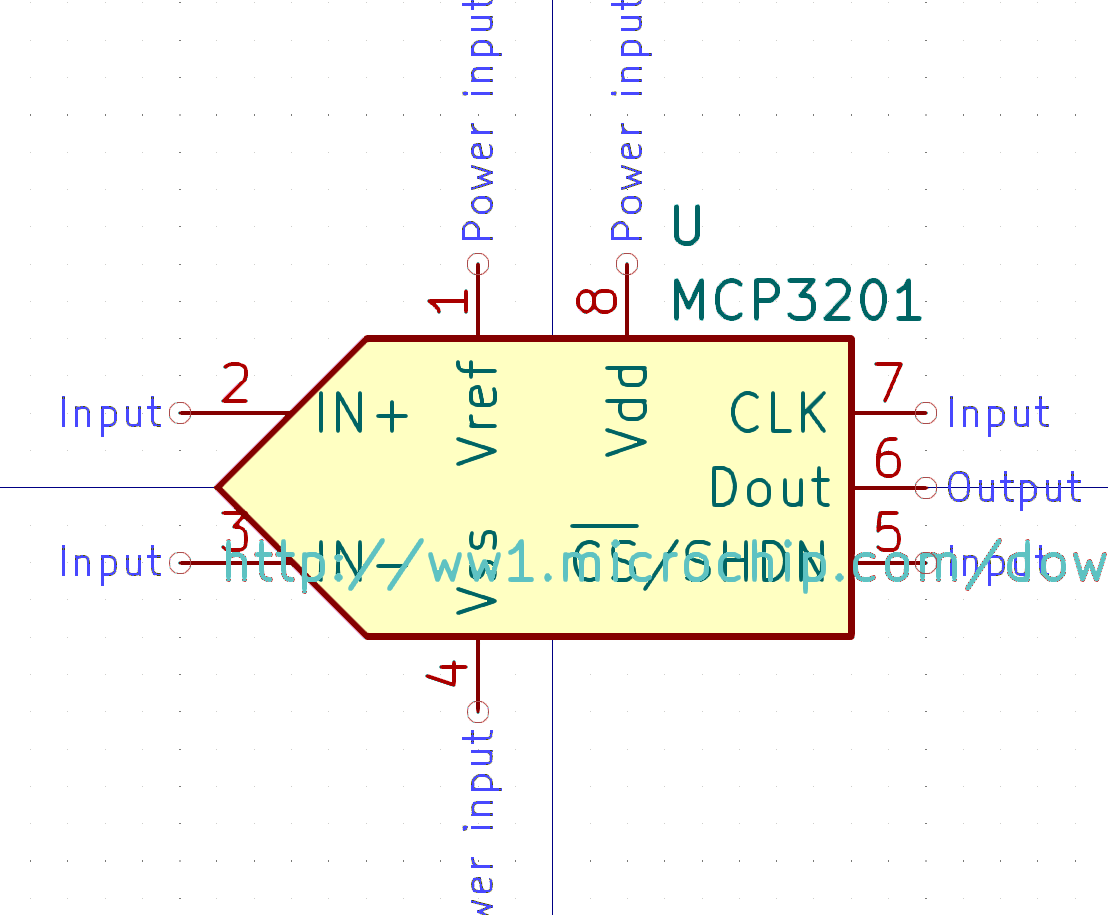 Power input
Power input
U
MCP3201
1
8
2
7
Input
IN+
Vref
Vdd
CLK
Input
6
Dout
Output
3
5
Input
IN-
Vss
CS/SHDN
Input
http://ww1.microchip.com/dow
4
wer input